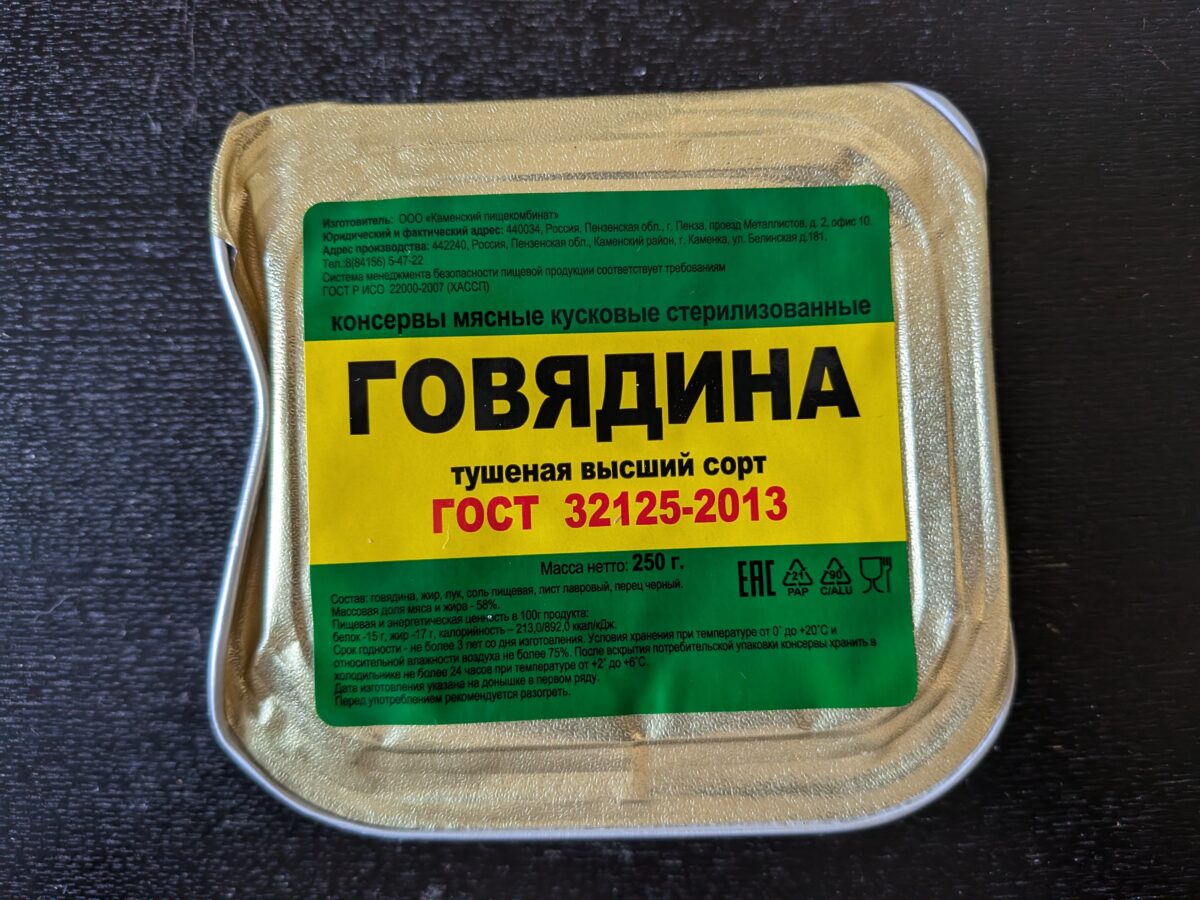 Изготовитель: ООО «Каменский пищекомбинат»
Юридический и фактический адрес: 440034, Россия, Пензенская обл., г. Пенза, проезд Металлистов, д. 2, офис 10.
Адрес производства: 442240, Россия, Пензенская обл., Каменский район, г. Каменка, ул. Белинская д.181.
Тел.:8(84156) 5-47-22
Система менеджмента безопасности пищевой продукции соответствует требованиям
ГОСТ Р ИСО 22000-2007 (ХАССП)
консервы мясные кусковые стерилизованные
ГОВЯДИНА
тушеная высший сорт
ГОСТ 32125-2013
Масса нетто: 250 г.
EAC 21 PAP 90 C/ALU
Состав: говядина, жир, лук, соль пищевая, лист лавровый, перец черный.
Массовая доля мяса и жира - 58%.
Пищевая и энергетическая ценность в 100г продукта:
белок -15 г, жир -17 г, калорийность – 213,0/892,0 ккал/кДж.
Срок годности - не более 3 лет со дня изготовления. Условия хранения при температуре от 0˚ до +20˚С и
относительной влажности воздуха не более 75%. После вскрытия потребительской упаковки консервы хранить в
холодильнике не более 24 часов при температуре от +2˚ до +6˚С.
Дата изготовления указана на донышке в первом ряду.
Перед употреблением рекомендуется разогреть.